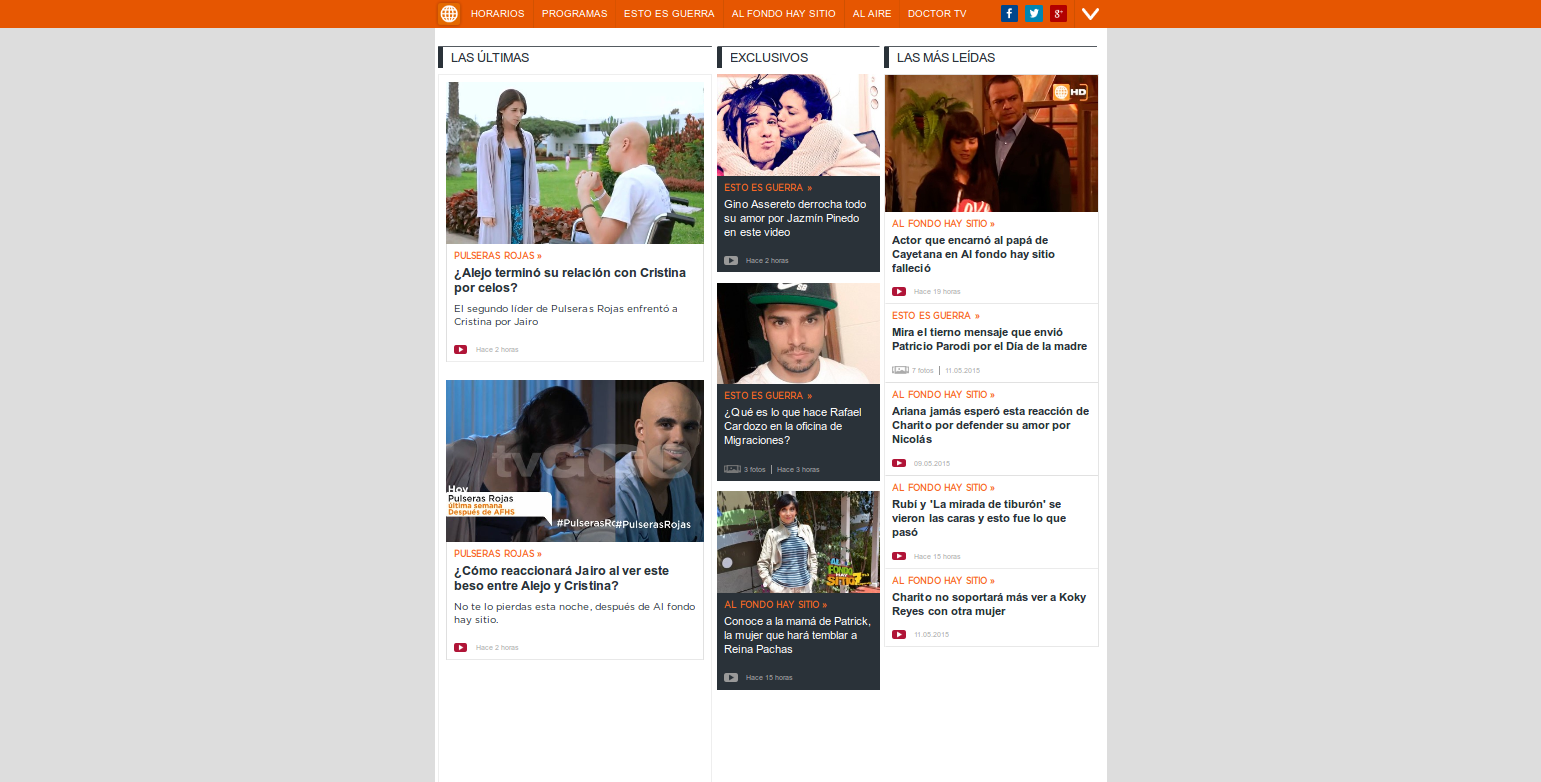 HORARIOS PROGRAMAS ESTO ES GUERRA AL FONDO HAY SITIO AL AIRE DOCTOR TV
LAS ÚLTIMAS
PULSERAS ROJAS »
¿Alejo terminó su relación con Cristina
por celos?
El segundo líder de Pulseras Rojas enfrentó a
Cristina por Jairo
Hace 2 horas
tvGO
Hoy
Pulseras Rojas
última semana
Después de AFHS
#PulserasRo
#PulserasRojas
PULSERAS ROJAS »
¿Cómo reaccionará Jairo al ver este
beso entre Alejo y Cristina?
No te lo pierdas esta noche, después de Al fondo
hay sitio.
Hace 2 horas
EXCLUSIVOS
ESTO ES GUERRA »
Gino Assereto derrocha todo
su amor por Jazmín Pinedo
en este video
Hace 2 horas
SB
ESTO ES GUERRA »
¿Qué es lo que hace Rafael
Cardozo en la oficina de
Migraciones?
3 fotos | Hace 3 horas
AL FONDO HAY SITIO 7
AL FONDO HAY SITIO »
Conoce a la mamá de Patrick,
la mujer que hará temblar a
Reina Pachas
Hace 15 horas
LAS MÁS LEÍDAS
HD
AL FONDO HAY SITIO »
Actor que encarnó al papá de
Cayetana en Al fondo hay sitio
falleció
Hace 19 horas
ESTO ES GUERRA »
Mira el tierno mensaje que envió
Patricio Parodi por el Día de la madre
7 fotos | 11.05.2015
AL FONDO HAY SITIO »
Ariana jamás esperó esta reacción de
Charito por defender su amor por
Nicolás
09.05.2015
AL FONDO HAY SITIO »
Rubí y 'La mirada de tiburón' se
vieron las caras y esto fue lo que
pasó
Hace 15 horas
AL FONDO HAY SITIO »
Charito no soportará más ver a Koky
Reyes con otra mujer
11.05.2015